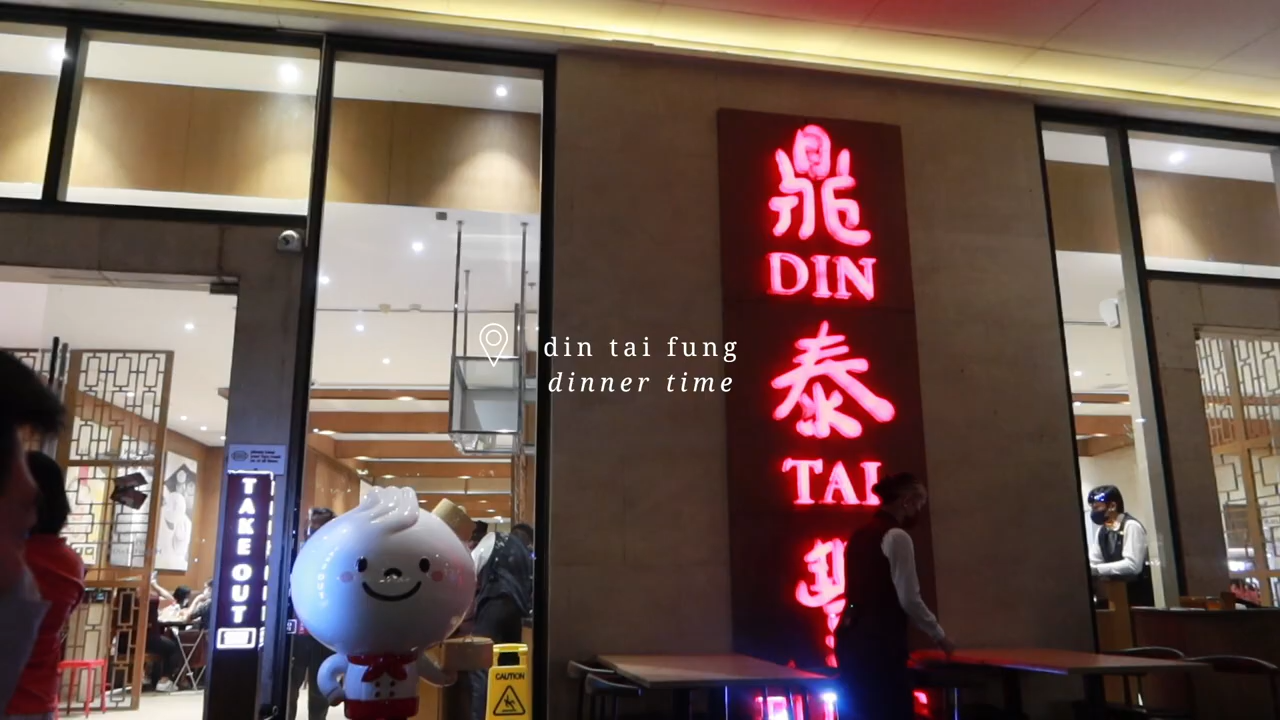 鼎
DIN
泰
TAI
din tai fung
dinner time
TAKE OUT
CAUTION